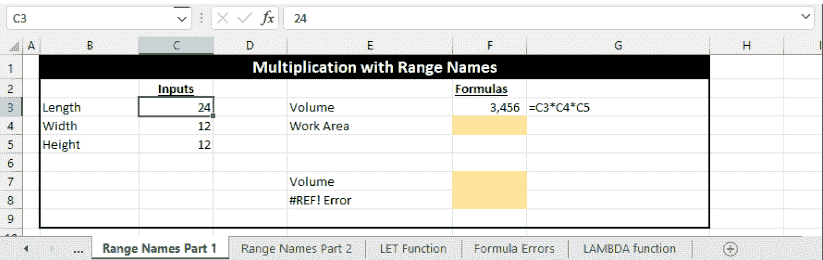 C3 fx 24
A B C D E F G H I
1 Multiplication with Range Names
2 Inputs Formulas
3 Length 24 Volume 3,456 =C3*C4*C5
4 Width 12 Work Area
5 Height 12
6
7 Volume
8 #REF! Error
9
... Range Names Part 1 Range Names Part 2 LET Function Formula Errors LAMBDA function